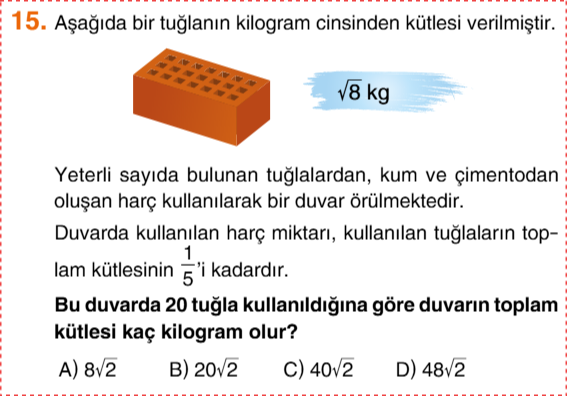 15. Aşağıda bir tuğlanın kilogram cinsinden kütlesi verilmiştir.
√8 kg
Yeterli sayıda bulunan tuğlalardan, kum ve çimentodan
oluşan harç kullanılarak bir duvar örülmektedir.
Duvarda kullanılan harç miktarı, kullanılan tuğlaların top-
lam kütlesinin 1/5'i kadardır.
Bu duvarda 20 tuğla kullanıldığına göre duvarın toplam
kütlesi kaç kilogram olur?
A) 8√2 B) 20√2 C) 40√2 D) 48√2